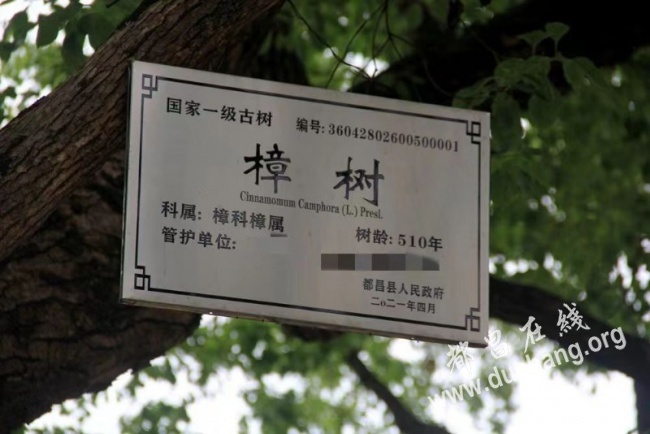 国家一级古树 编号: 36042802600500001
樟树
Cinnamomum Camphora (L.) Presl.
科属: 樟科樟属 树龄: 510年
管护单位:
都昌县人民政府
二〇二一年四月
都昌在线
www.duchang.org